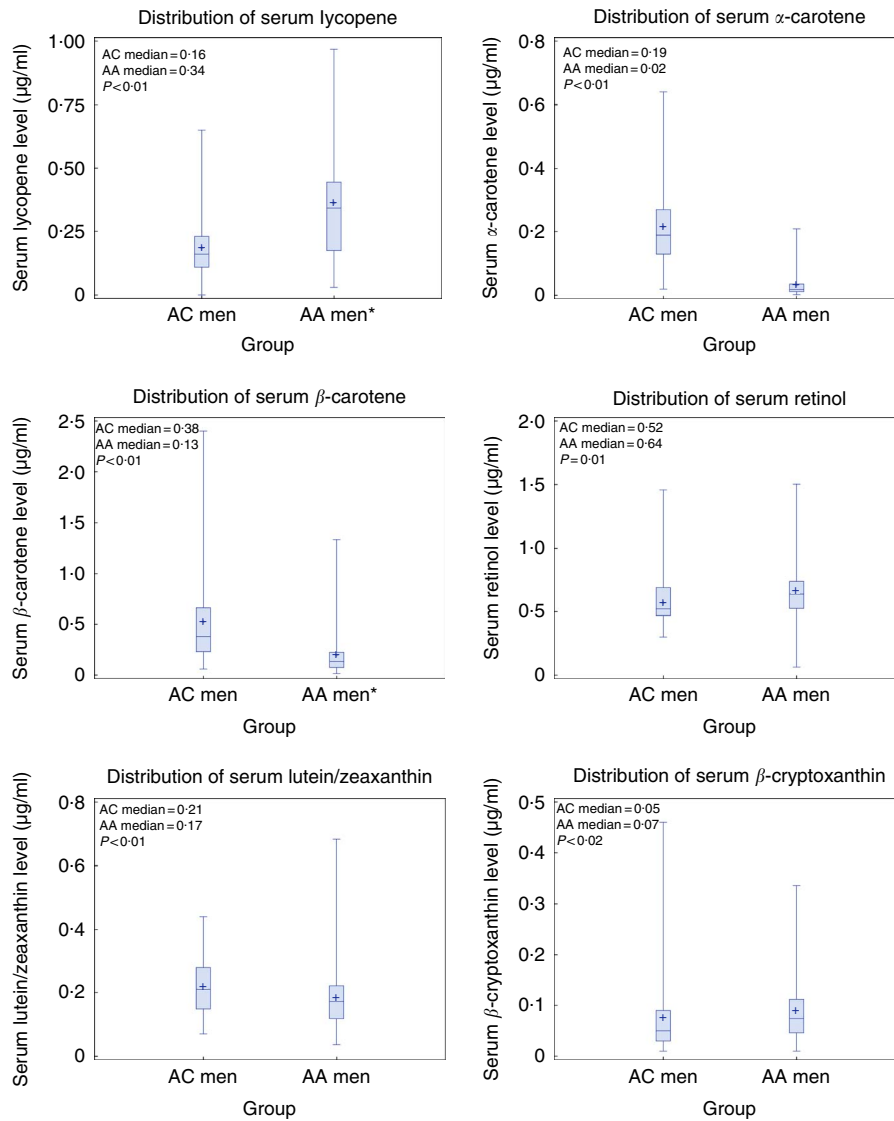 Distribution of serum lycopene
Serum lycopene level (µg/ml)
1·00
0·75
0·50
0·25
0
AC median=0·16
AA median=0·34
P<0·01
AC men
AA men*
Group
Distribution of serum α-carotene
Serum α-carotene level (µg/ml)
0·8
0·6
0·4
0·2
0
AC median=0·19
AA median=0·02
P<0·01
AC men
AA men
Group
Distribution of serum β-carotene
Serum β-carotene level (µg/ml)
2·5
2·0
1·5
1·0
0·5
0
AC median=0·38
AA median=0·13
P<0·01
AC men
AA men*
Group
Distribution of serum retinol
Serum retinol level (µg/ml)
2·0
1·5
1·0
0·5
0
AC median=0·52
AA median=0·64
P=0·01
AC men
AA men
Group
Distribution of serum lutein/zeaxanthin
Serum lutein/zeaxanthin level (µg/ml)
0·8
0·6
0·4
0·2
0
AC median=0·21
AA median=0·17
P<0·01
AC men
AA men
Group
Distribution of serum β-cryptoxanthin
Serum β-cryptoxanthin level (µg/ml)
0·5
0·4
0·3
0·2
0·1
0
AC median=0·05
AA median=0·07
P<0·02
AC men
AA men
Group